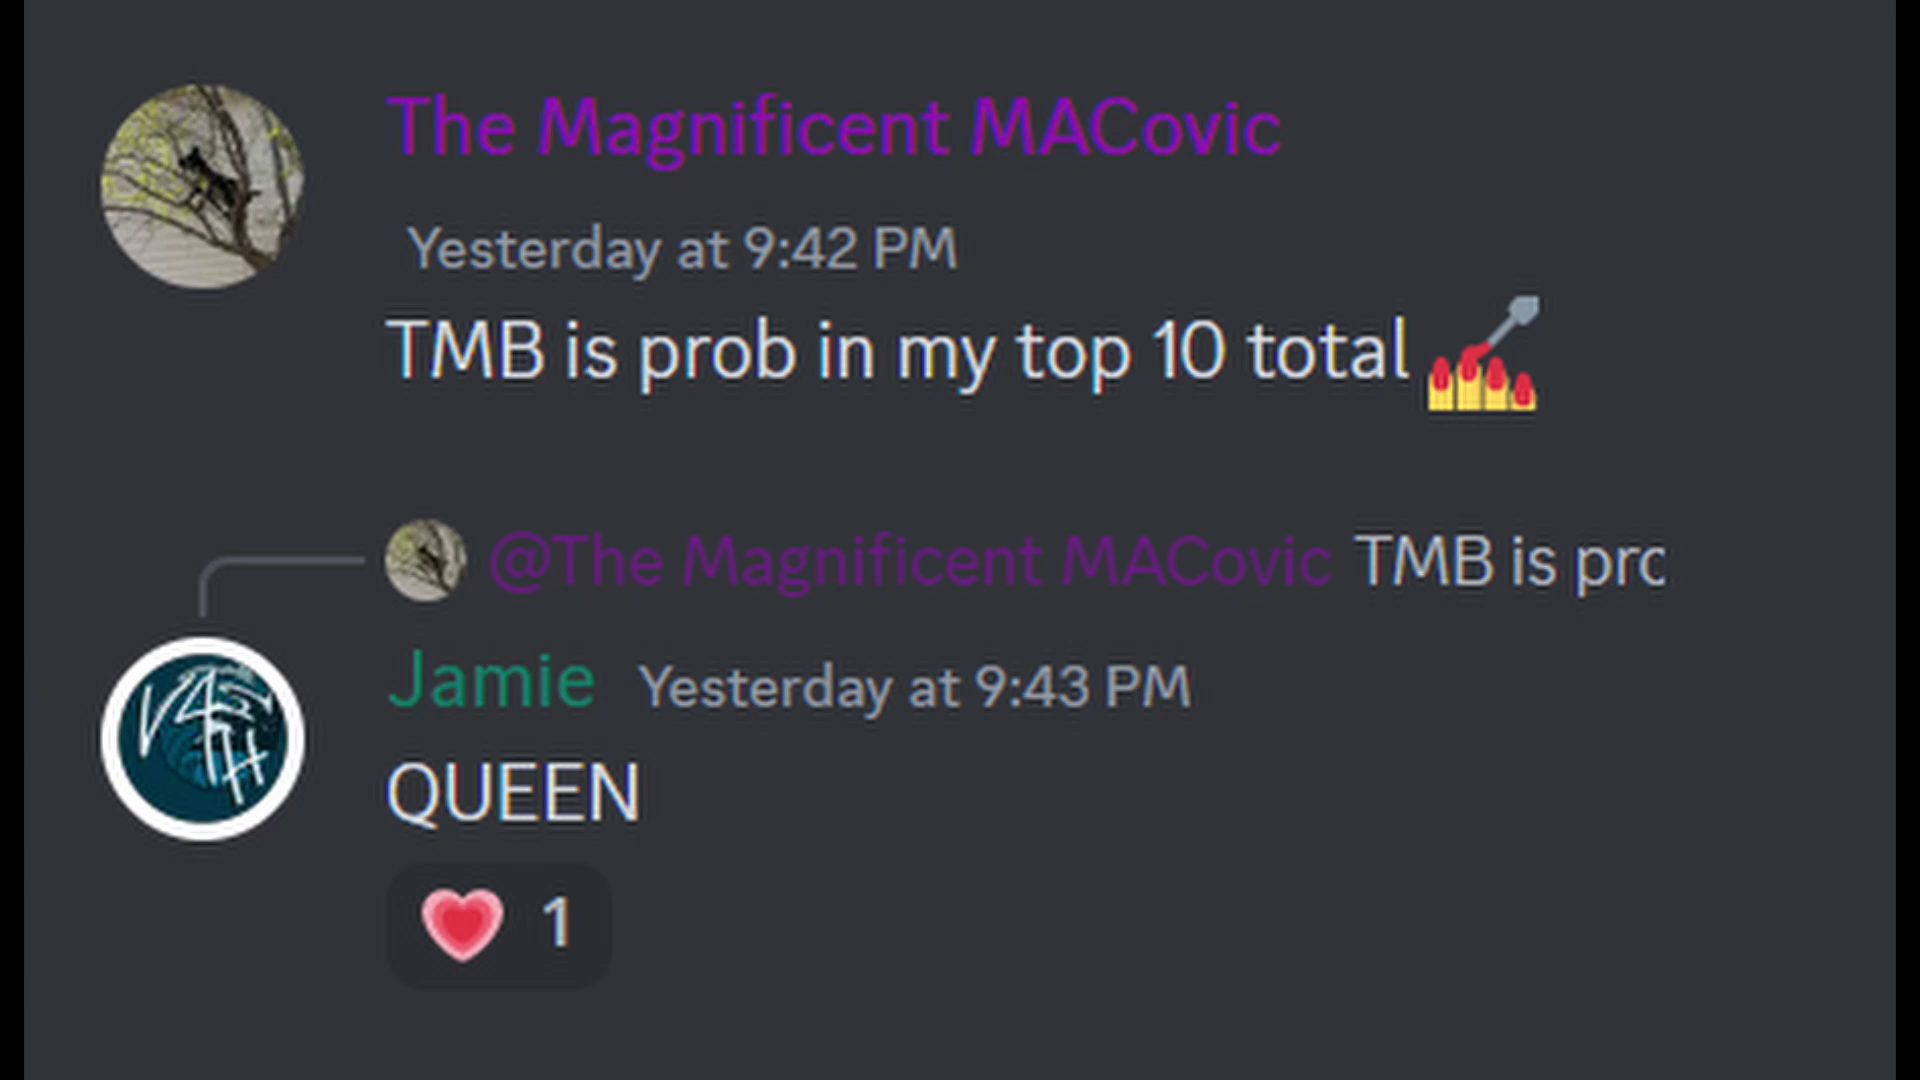 The Magnificent MACovic
Yesterday at 9:42 PM
TMB is prob in my top 10 total
@The Magnificent MACovic TMB is pro
Jamie Yesterday at 9:43 PM
QUEEN
1